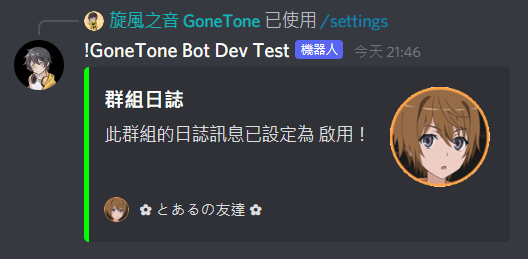 旋風之音 GoneTone 已使用 /settings
!GoneTone Bot Dev Test 機器人 今天 21:46
群組日誌
此群組的日誌訊息已設定為 啟用！
✿ とあるの友達 ✿